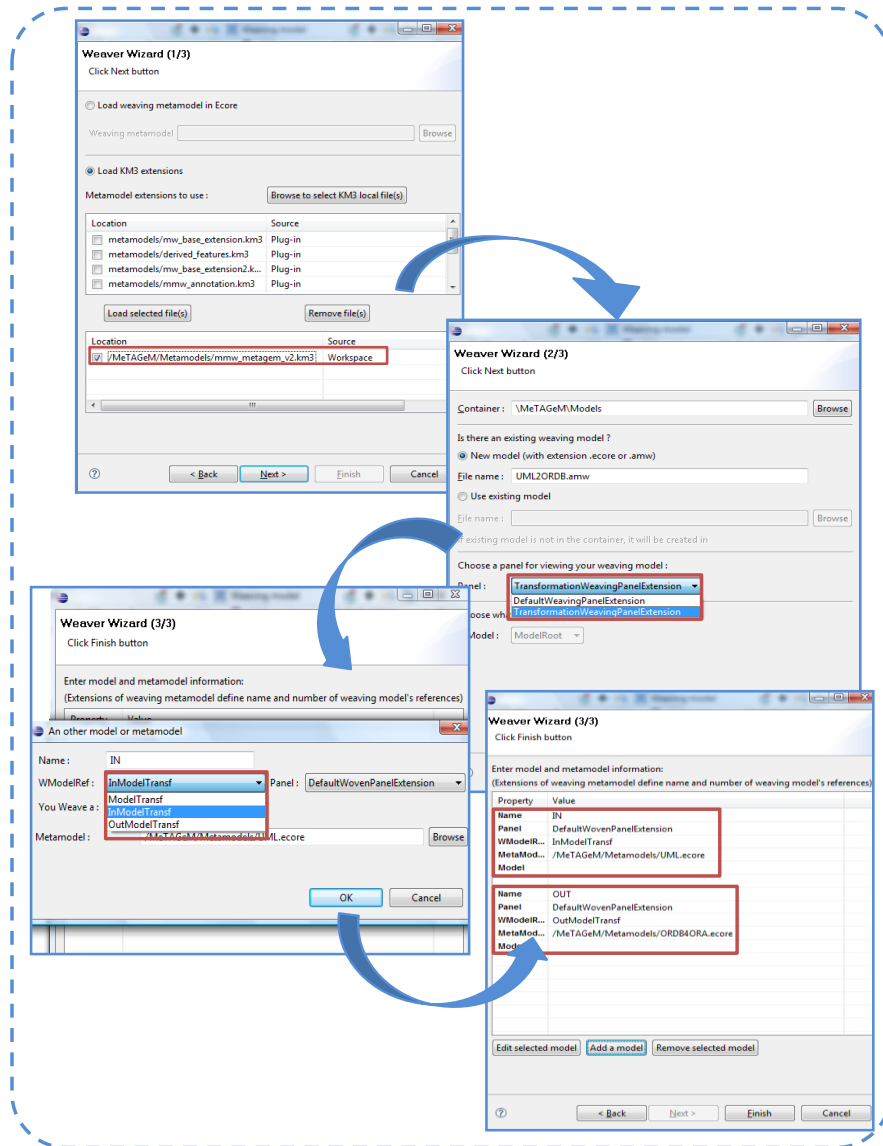 Weaver Wizard (1/3)
Click Next button
Load weaving metamodel in Ecore
Weaving metamodel Browse
Load KM3 extensions
Metamodel extensions to use : Browse to select KM3 local file(s)
Location Source
metamodels/mw_base_extension.km3 Plug-in
metamodels/derived_features.km3 Plug-in
metamodels/mw_base_extension2.k... Plug-in
metamodels/mmw_annotation.km3 Plug-in
Load selected file(s) Remove file(s)
Location Source
/MeTAGeM/Metamodels/mmw_metagem_v2.km3 Workspace
< Back Next > Finish Cancel
Weaver Wizard (2/3)
Click Next button
Container : \MeTAGeM\Models Browse
Is there an existing weaving model ?
New model (with extension .ecore or .amw)
File name : UML2ORDB.amw
Use existing model
File name : Browse
If existing model is not in the container, it will be created in
Choose a panel for viewing your weaving model :
Panel : TransformationWeavingPanelExtension
DefaultWeavingPanelExtension
TransformationWeavingPanelExtension
Model : ModelRoot
Weaver Wizard (3/3)
Click Finish button
Enter model and metamodel information:
(Extensions of weaving metamodel define name and number of weaving model's references)
Property Value
An other model or metamodel
Name : IN
WModelRef : InModelTransf Panel : DefaultWovenPanelExtension
ModelTransf
InModelTransf
OutModelTransf
You Weave a :
Metamodel : /MeTAGeM/Metamodels/UML.ecore Browse
OK Cancel
Weaver Wizard (3/3)
Click Finish button
Enter model and metamodel information:
(Extensions of weaving metamodel define name and number of weaving model's references)
Property Value
Name IN
Panel DefaultWovenPanelExtension
WModelR... InModelTransf
MetaMod... /MeTAGeM/Metamodels/UML.ecore
Model
Name OUT
Panel DefaultWovenPanelExtension
WModelR... OutModelTransf
MetaMod... /MeTAGeM/Metamodels/ORDB4ORA.ecore
Model
Edit selected model Add a model Remove selected model
< Back Next > Finish Cancel